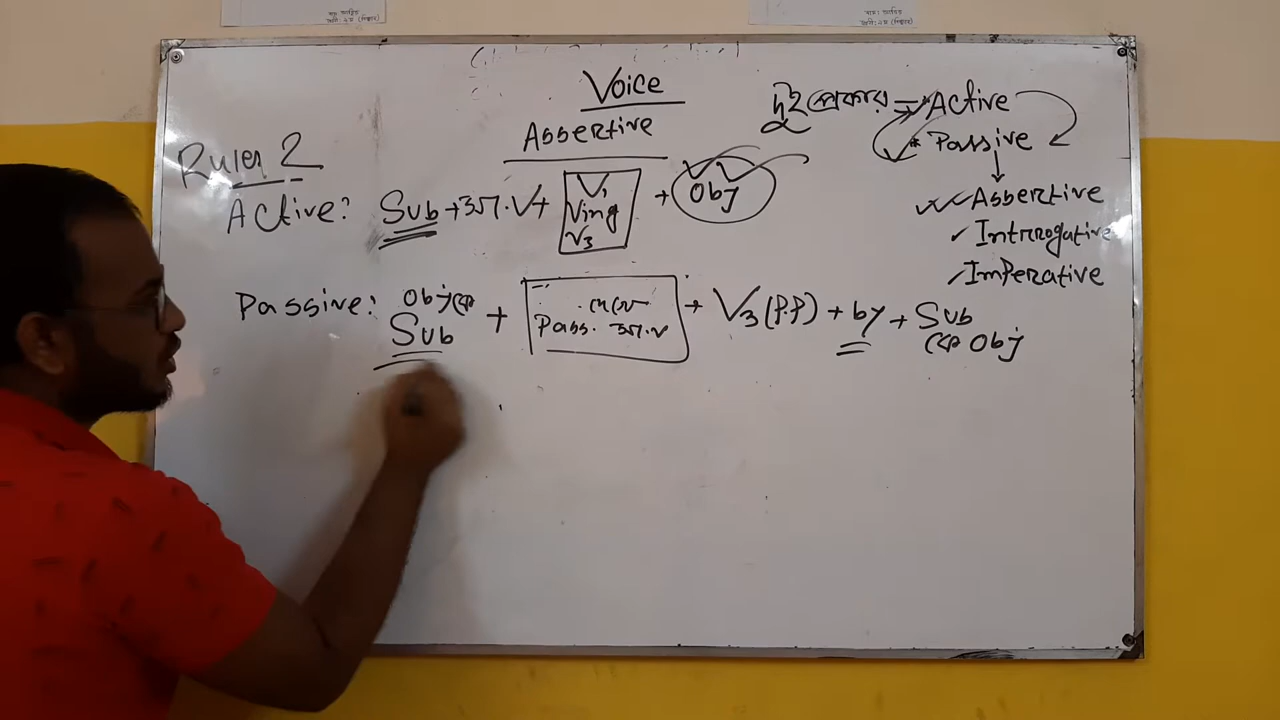 Voice
Assertive
দুই প্রকার = Active
* Passive
Assertive
Intrrogative
Imperative
Rules 2
Active: Sub + সা.V + V₁ Ving V₃ + Obj
Passive: Objকে Sub + Pass. সা.v + V₃ (P.P) + by + Sub কে Obj